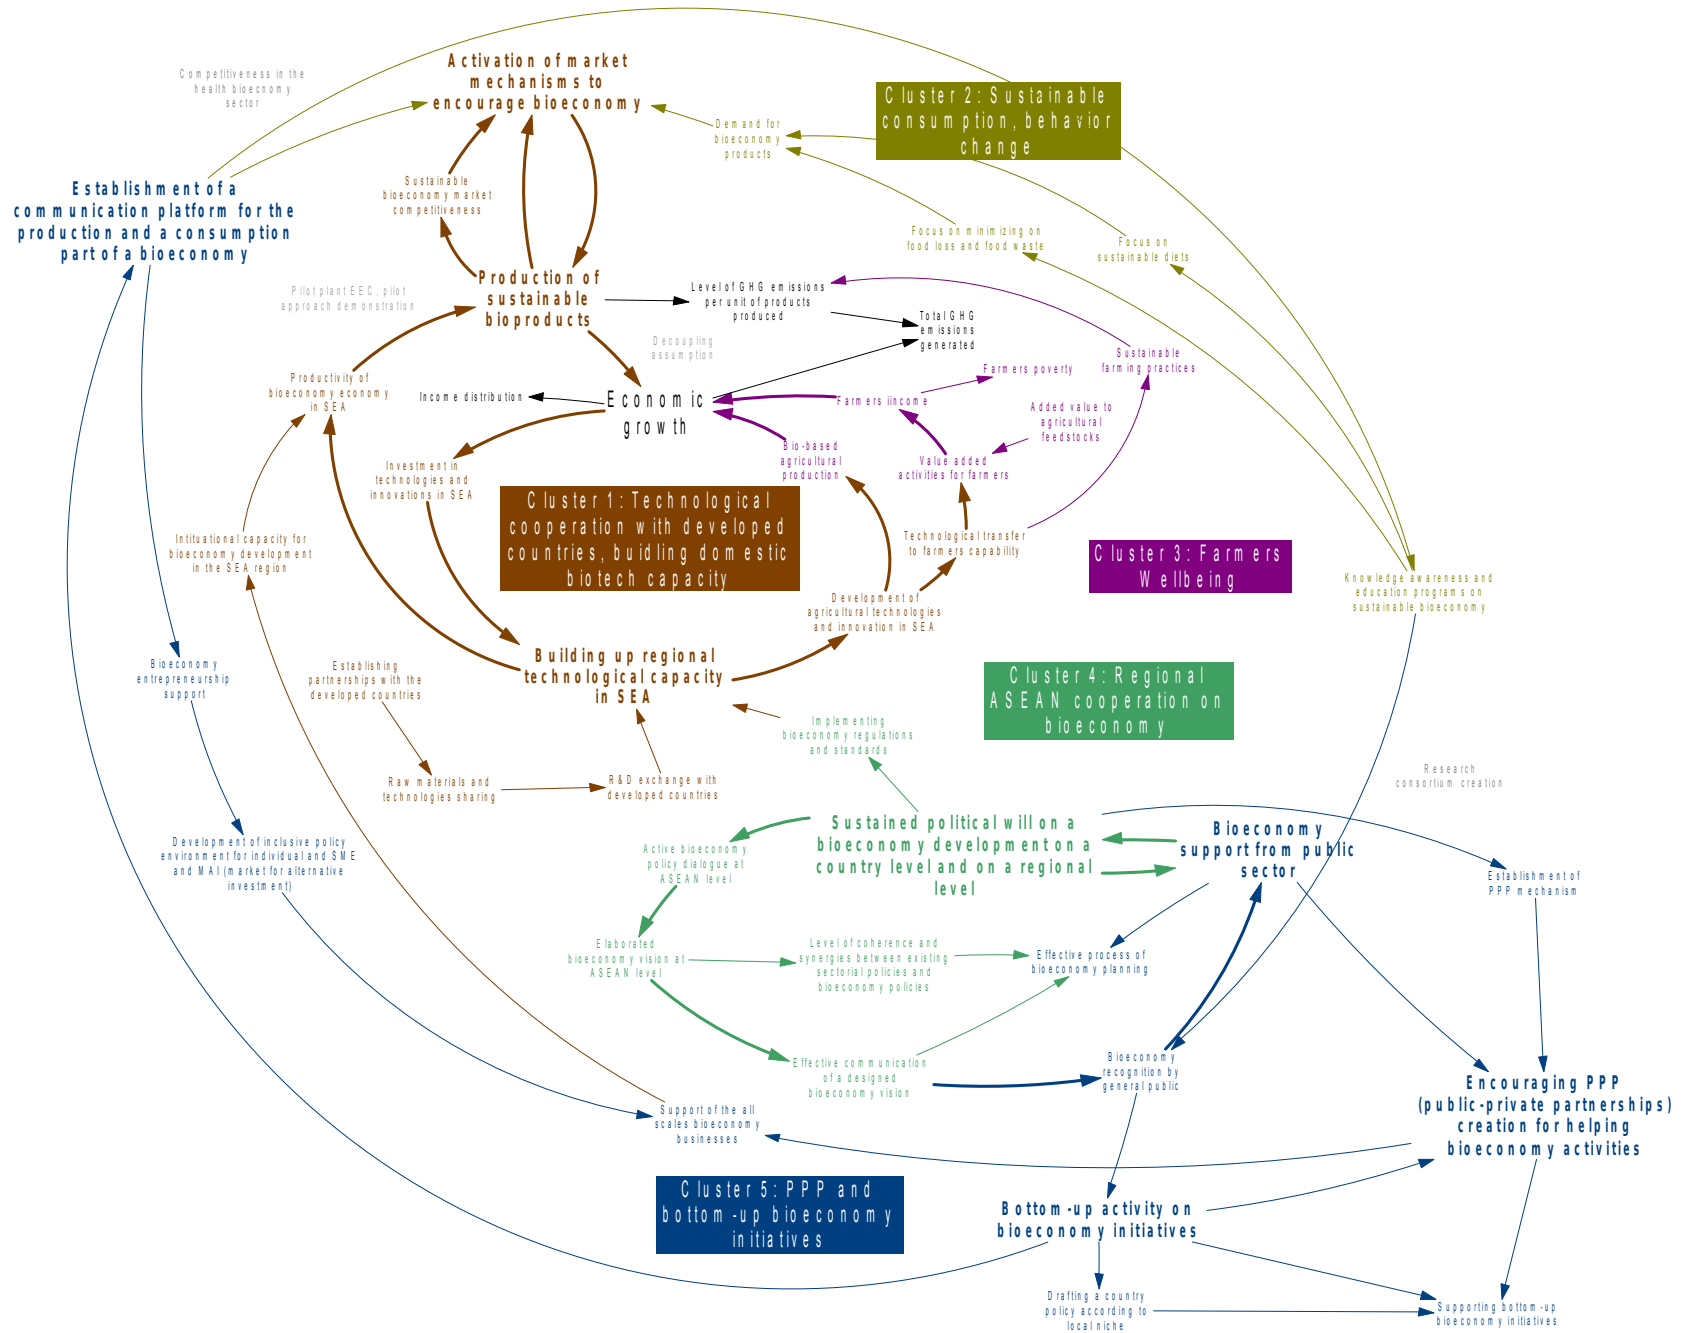 Competitiveness in the
health bioecnomy
sector
Activation of market
mechanisms to
encourage bioeconomy
Cluster 2: Sustainable
consumption, behavior
change
Demand for
bioeconomy
products
Establishment of a
communication platform for the
production and a consumption
part of a bioeconomy
Sustainable
bioeconomy market
competitiveness
Focus on minimizing on
food loss and food waste
Focus on
sustainable diets
Pilot plant EEC, pilot
approach demonstration
Production of
sustainable
bioproducts
Level of GHG emissions
per unit of products
produced
Total GHG
emissions
generated
Decoupling
assumption
Sustainable
farming practices
Productivity of
bioeconomy economy
in SEA
Income distribution
Economic
growth
Farmers iincome
Farmers poverty
Added value to
agricultural
feedstocks
Investment in
technologies and
innovations in SEA
Bio-based
agricultural
production
Value added
activities for farmers
Cluster 1: Technological
cooperation with developed
countries, buidling domestic
biotech capacity
Intituational capacity for
bioeconomy development
in the SEA region
Technological transfer
to farmers capability
Cluster 3: Farmers
Wellbeing
Knowledge awareness and
education programs on
sustainable bioeconomy
Development of
agricultural technologies
and innovation in SEA
Bioeconomy
entrepreneurship
support
Establishing
partnerships with the
developed countries
Building up regional
technological capacity
in SEA
Cluster 4: Regional
ASEAN cooperation on
bioeconomy
Implementing
bioeconomy regulations
and standards
Raw materials and
technologies sharing
R&D exchange with
developed countries
Research
consortium creation
Development of inclusive policy
environment for individual and SME
and MAI (market for alternative
investment)
Active bioeconomy
policy dialogue at
ASEAN level
Sustained political will on a
bioeconomy development on a
country level and on a regional
level
Bioeconomy
support from public
sector
Establishment of
PPP mechanism
Elaborated
bioeconomy vision at
ASEAN level
Level of coherence and
synergies between existing
sectorial policies and
bioeconomy policies
Effective process of
bioeconomy planning
Effective communication
of a designed
bioeconomy vision
Bioeconomy
recognition by
general public
Encouraging PPP
(public-private partnerships)
creation for helping
bioeconomy activities
Support of the all
scales bioeconomy
businesses
Cluster 5: PPP and
bottom-up bioeconomy
initiatives
Bottom-up activity on
bioeconomy initiatives
Drafting a country
policy according to
local niche
Supporting bottom-up
bioeconomy initiatives